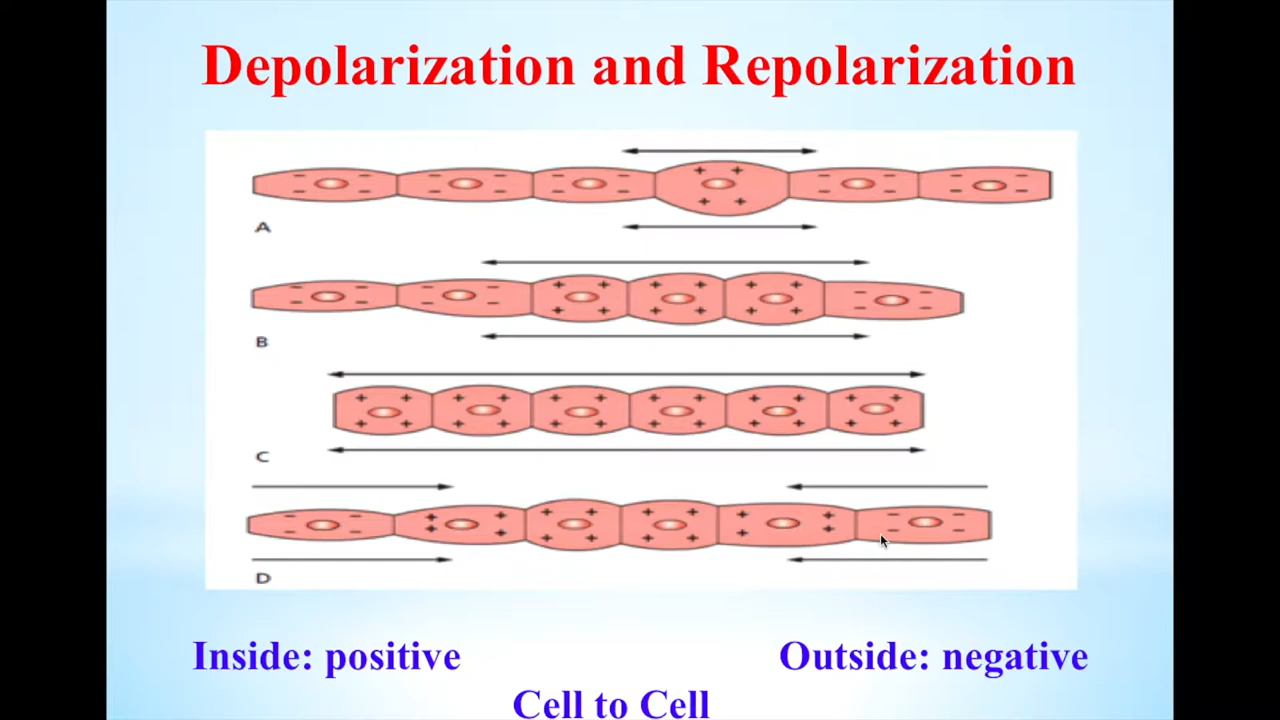 Depolarization and Repolarization
A
B
C
D
Inside: positive
Outside: negative
Cell to Cell